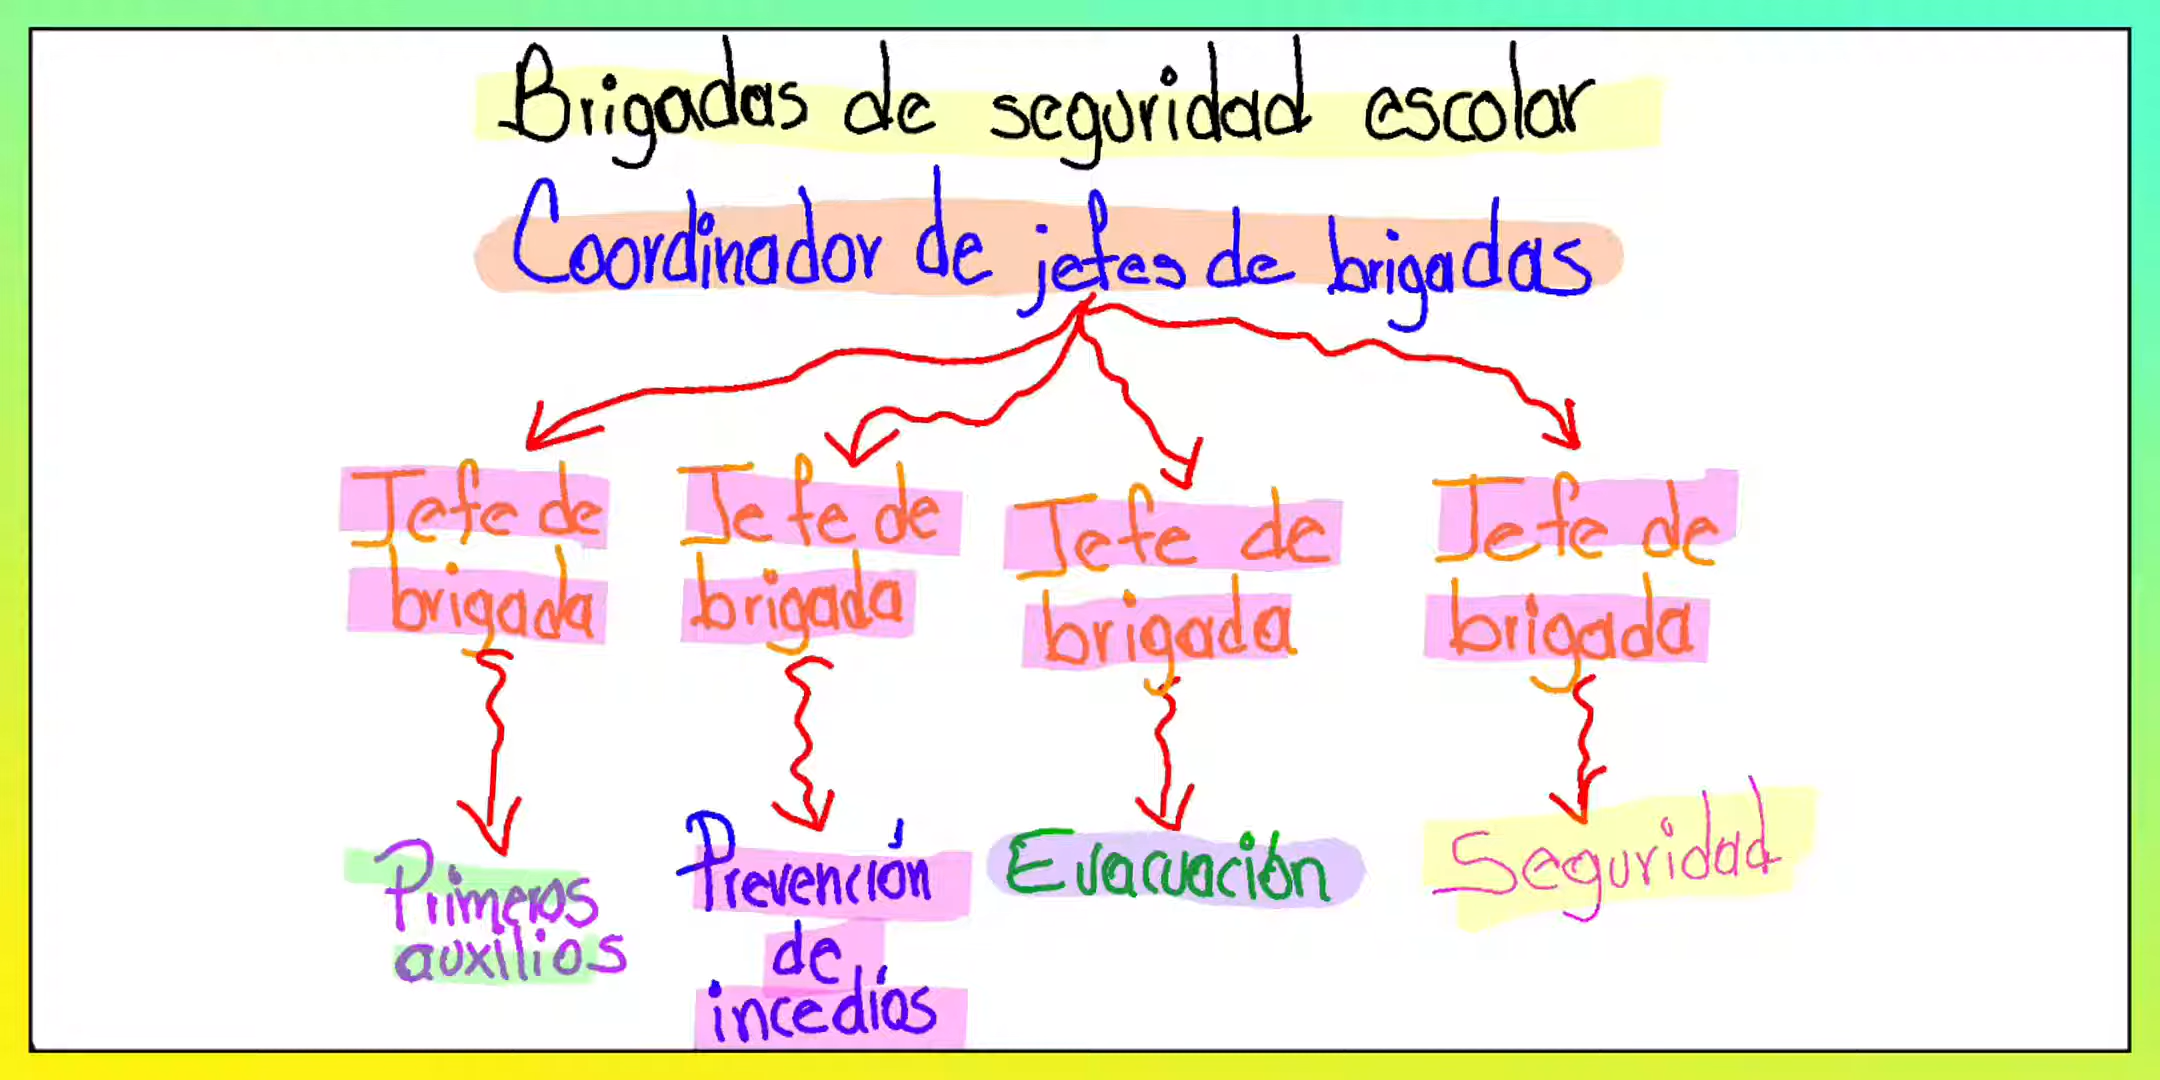 Brigadas de seguridad escolar
Coordinador de jefes de brigadas
Jefe de
brigada
Jefe de
brigada
Jefe de
brigada
Jefe de
brigada
Primeros
auxilios
Prevención
de
incedíos
Evacuación
Seguridad